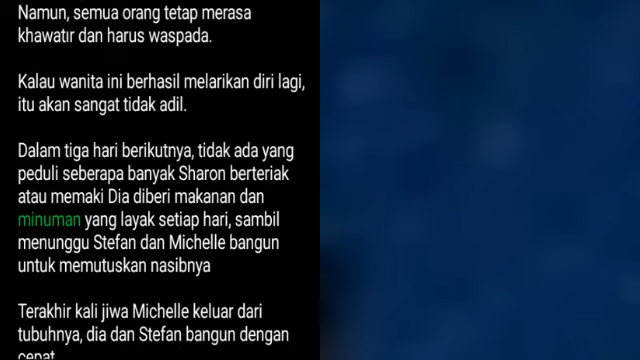 Namun, semua orang tetap merasa
khawatir dan harus waspada.
Kalau wanita ini berhasil melarikan diri lagi,
itu akan sangat tidak adil.
Dalam tiga hari berikutnya, tidak ada yang
peduli seberapa banyak Sharon berteriak
atau memaki Dia diberi makanan dan
minuman yang layak setiap hari, sambil
menunggu Stefan dan Michelle bangun
untuk memutuskan nasibnya
Terakhir kali jiwa Michelle keluar dari
tubuhnya, dia dan Stefan bangun dengan
cepat